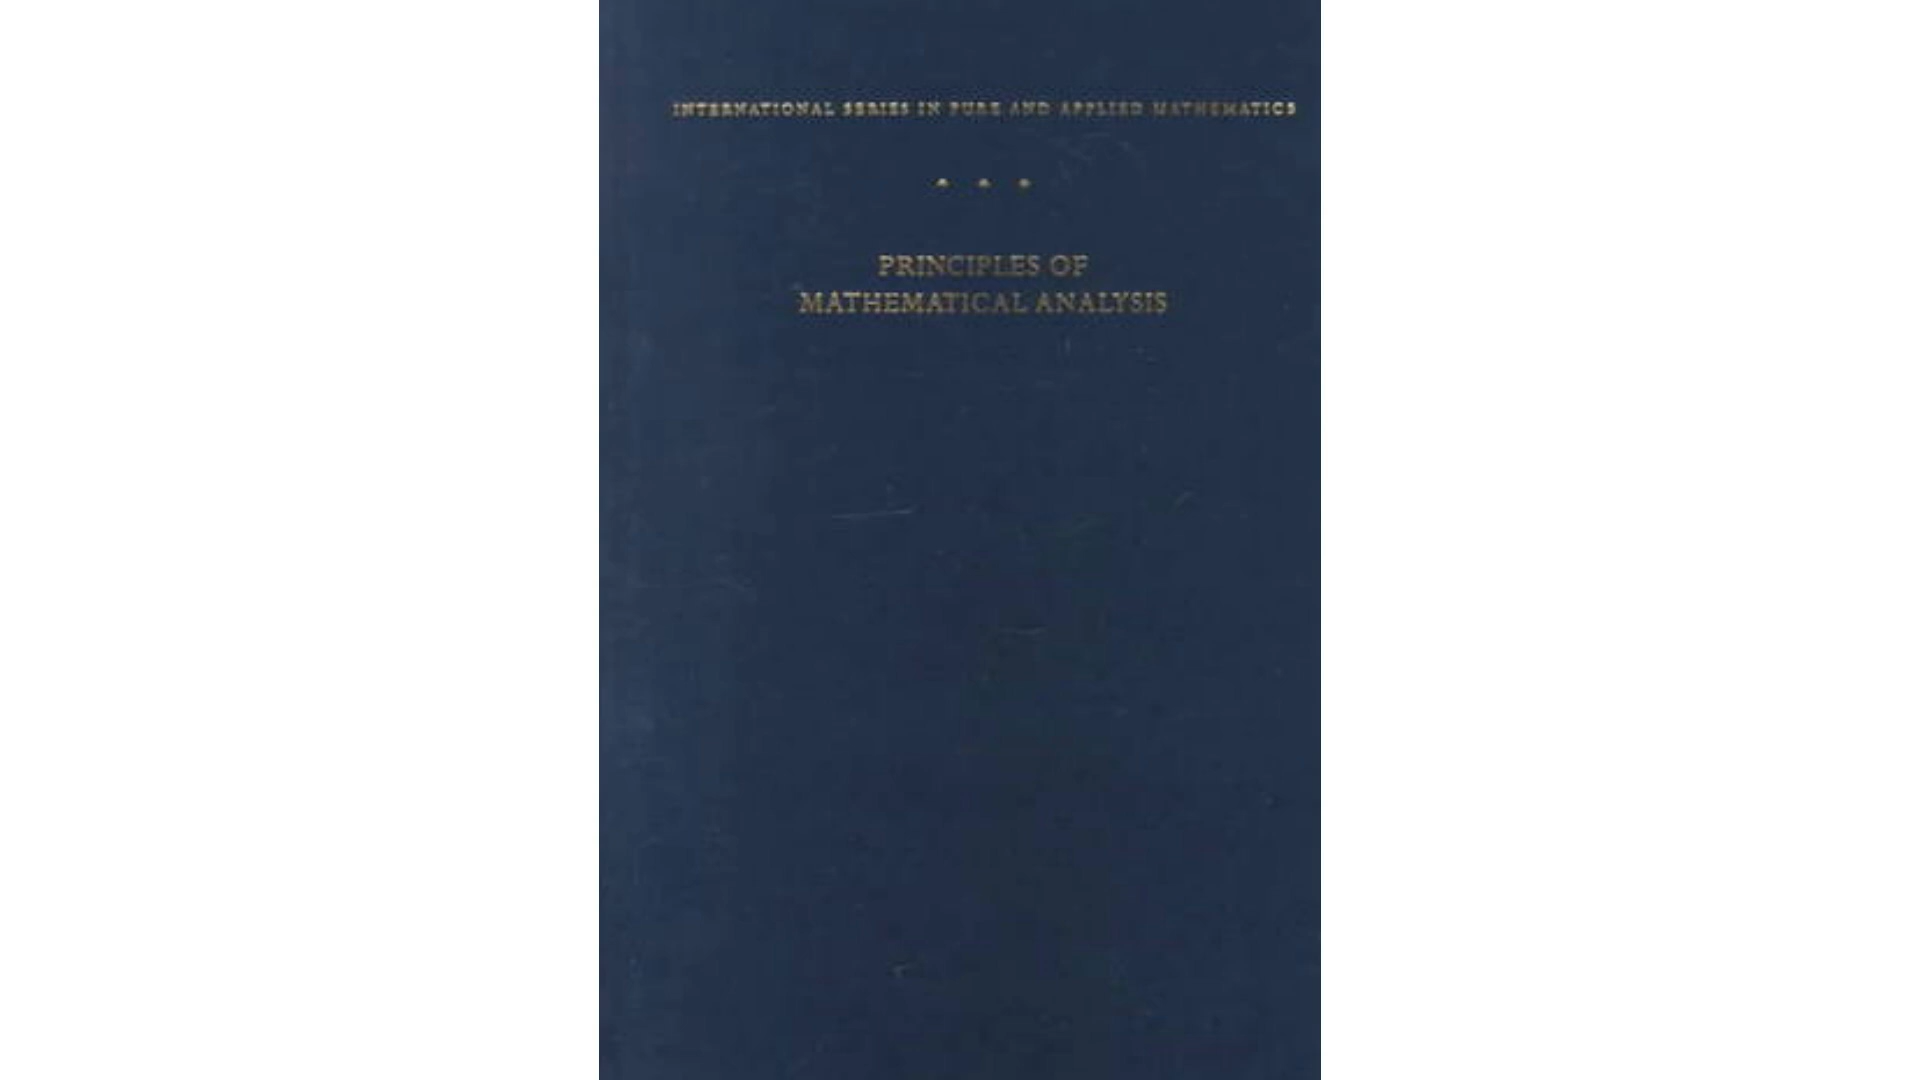 INTERNATIONAL SERIES IN PURE AND APPLIED MATHEMATICS
PRINCIPLES OF
MATHEMATICAL ANALYSIS